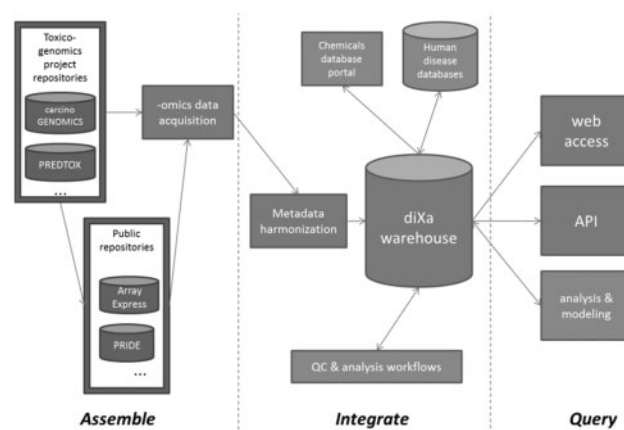 Toxico-
genomics
project
repositories
carcino
GENOMICS
PREDTOX
...
Public
repositories
Array
Express
PRIDE
...
-omics data
acquisition
Assemble
Chemicals
database
portal
Human
disease
databases
Metadata
harmonization
diXa
warehouse
QC & analysis workflows
Integrate
web
access
API
analysis &
modeling
Query